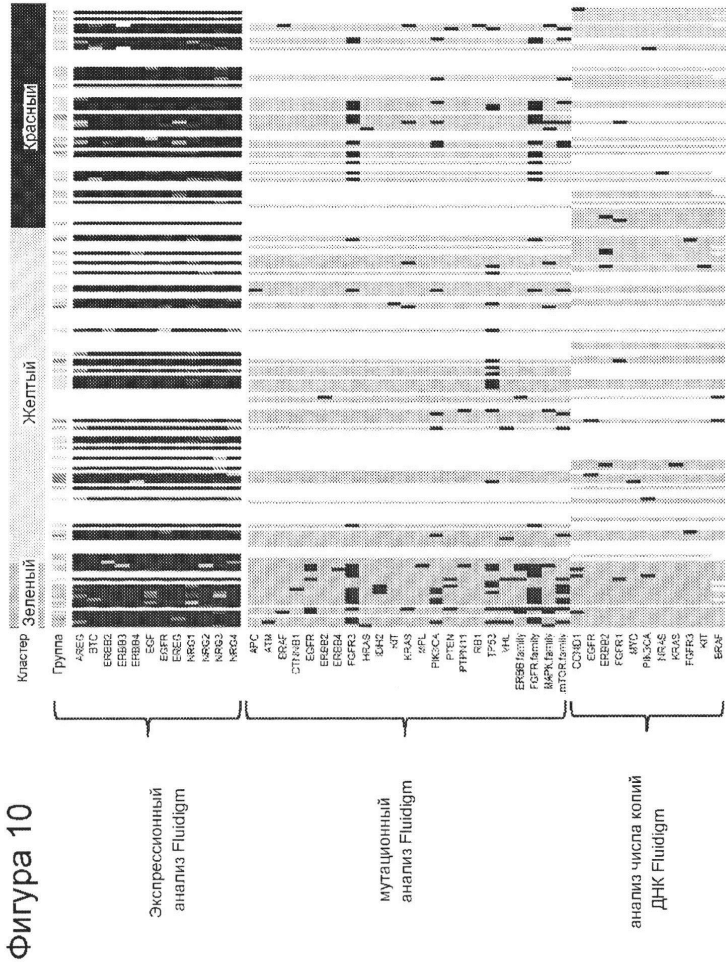 Фигура 10
Кластер
Зеленый
Желтый
Красный
Группа
AREG
BTC
ERBB2
ERBB3
ERBB4
EGF
EGFR
EREG
NRG1
NRG2
NRG3
NRG4
Экспрессионный
анализ Fluidigm
APC
ATM
BRAF
CTNNB1
EGFR
ERBB2
ERBB4
FGFR3
HRAS
IDH2
KIT
KRAS
MPL
PIK3CA
PTEN
PTPN11
RB1
TP53
VHL
ERBB.family
FGFR.family
MAPK.family
mTOR.family
мутационный
анализ Fluidigm
CCND1
EGFR
ERBB2
FGFR1
MYC
PIK3CA
NRAS
KRAS
FGFR3
KIT
BRAF
анализ числа копий
ДНК Fluidigm